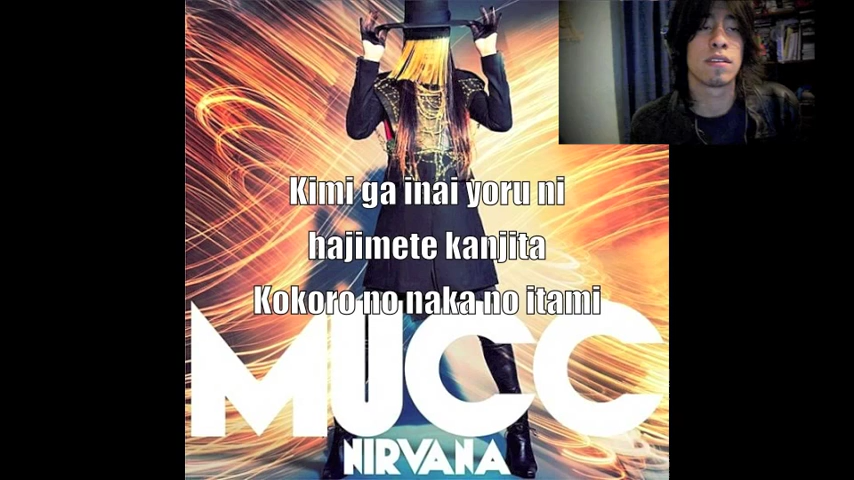 Kimi ga inai yoru ni
hajimete kanjita
Kokoro no naka no itami
MUCC
NIRVANA